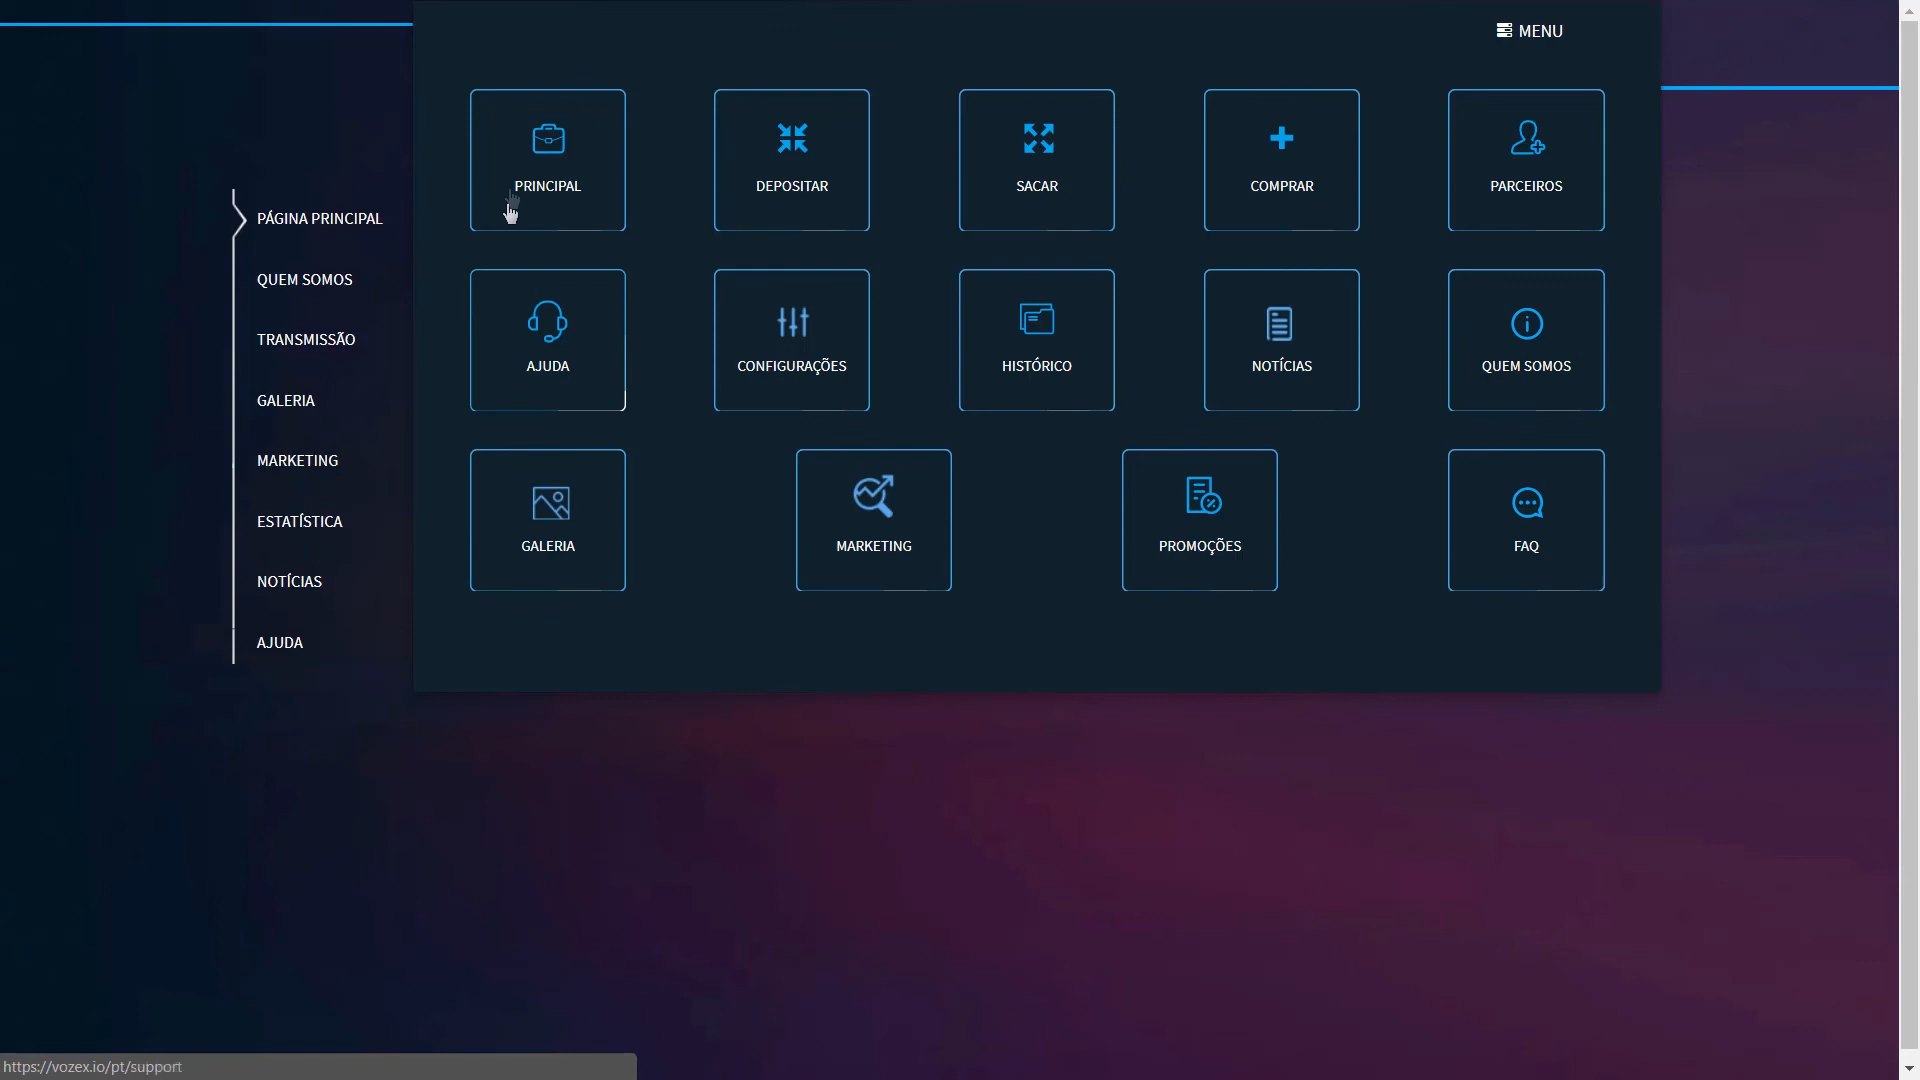 MENU
PRINCIPAL
DEPOSITAR
SACAR
COMPRAR
PARCEIROS
PÁGINA PRINCIPAL
QUEM SOMOS
TRANSMISSÃO
GALERIA
MARKETING
ESTATÍSTICA
NOTÍCIAS
AJUDA
AJUDA
CONFIGURAÇÕES
HISTÓRICO
NOTÍCIAS
QUEM SOMOS
GALERIA
MARKETING
PROMOÇÕES
FAQ
https://vozex.io/pt/support